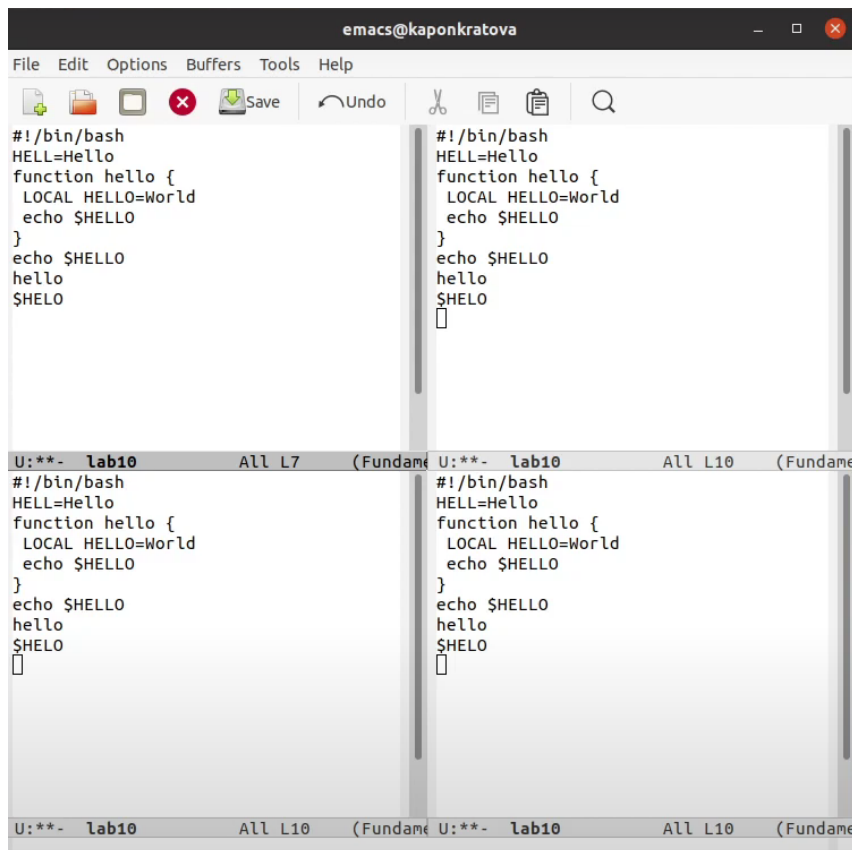 emacs@kaponkratova
File Edit Options Buffers Tools Help
Save Undo
#!/bin/bash
HELL=Hello
function hello {
 LOCAL HELLO=World
 echo $HELLO
}
echo $HELLO
hello
$HELO
U:**- lab10 All L7 (Fundame
#!/bin/bash
HELL=Hello
function hello {
 LOCAL HELLO=World
 echo $HELLO
}
echo $HELLO
hello
$HELO
U:**- lab10 All L10 (Fundame
#!/bin/bash
HELL=Hello
function hello {
 LOCAL HELLO=World
 echo $HELLO
}
echo $HELLO
hello
$HELO
U:**- lab10 All L10 (Fundame
#!/bin/bash
HELL=Hello
function hello {
 LOCAL HELLO=World
 echo $HELLO
}
echo $HELLO
hello
$HELO
U:**- lab10 All L10 (Fundame